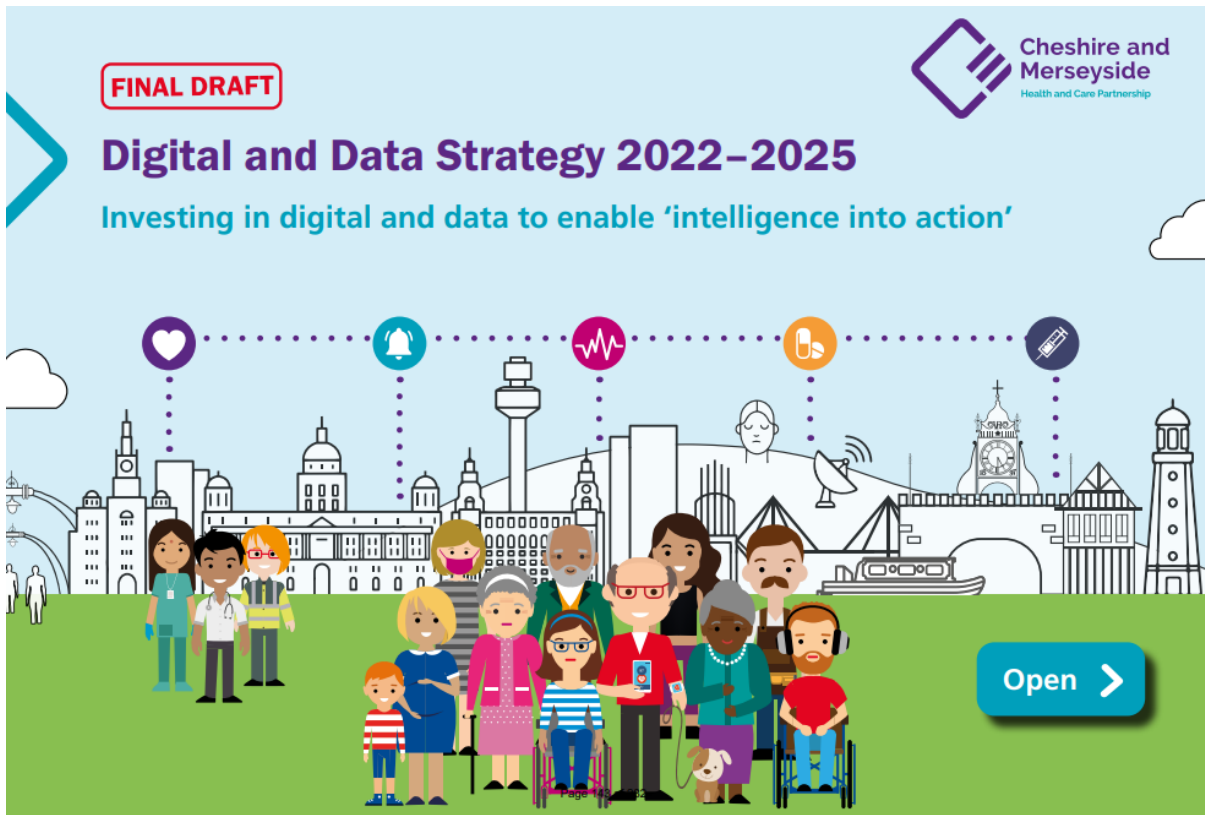 Cheshire and
Merseyside
Health and Care Partnership
FINAL DRAFT
Digital and Data Strategy 2022–2025
Investing in digital and data to enable ‘intelligence into action’
Open
Page